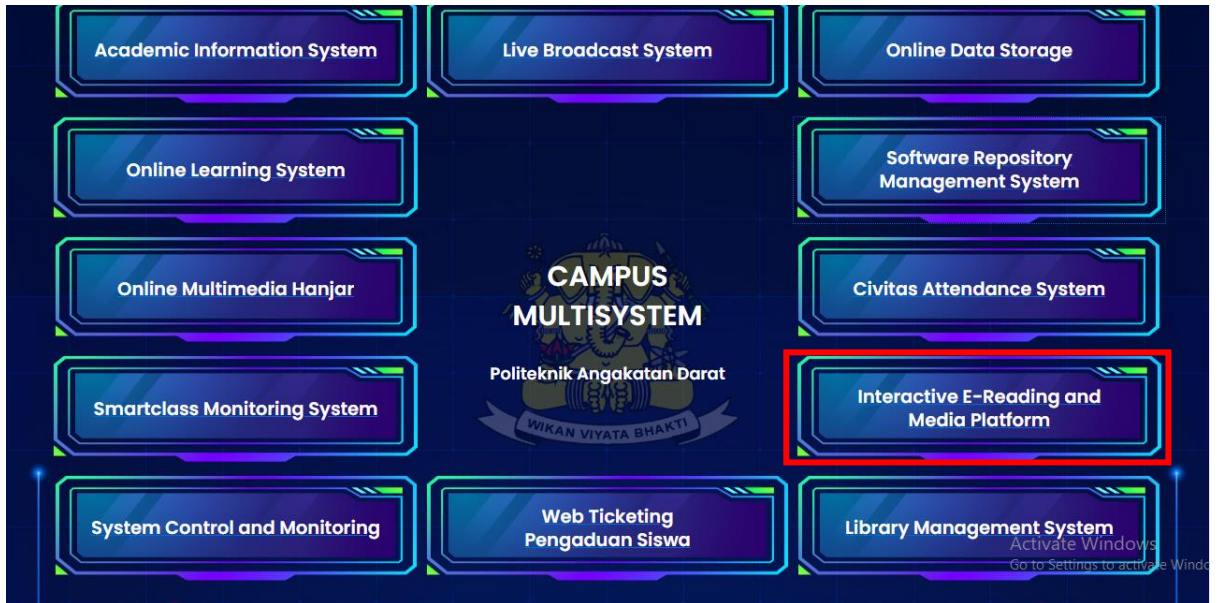 Academic Information System
Live Broadcast System
Online Data Storage
Online Learning System
Software Repository
Management System
Online Multimedia Hanjar
CAMPUS
MULTISYSTEM
Politeknik Angakatan Darat
WIKAN VIYATA BHAKTI
Civitas Attendance System
Smartclass Monitoring System
Interactive E-Reading and
Media Platform
System Control and Monitoring
Web Ticketing
Pengaduan Siswa
Library Management System
Activate Windows
Go to Settings to activate Windo